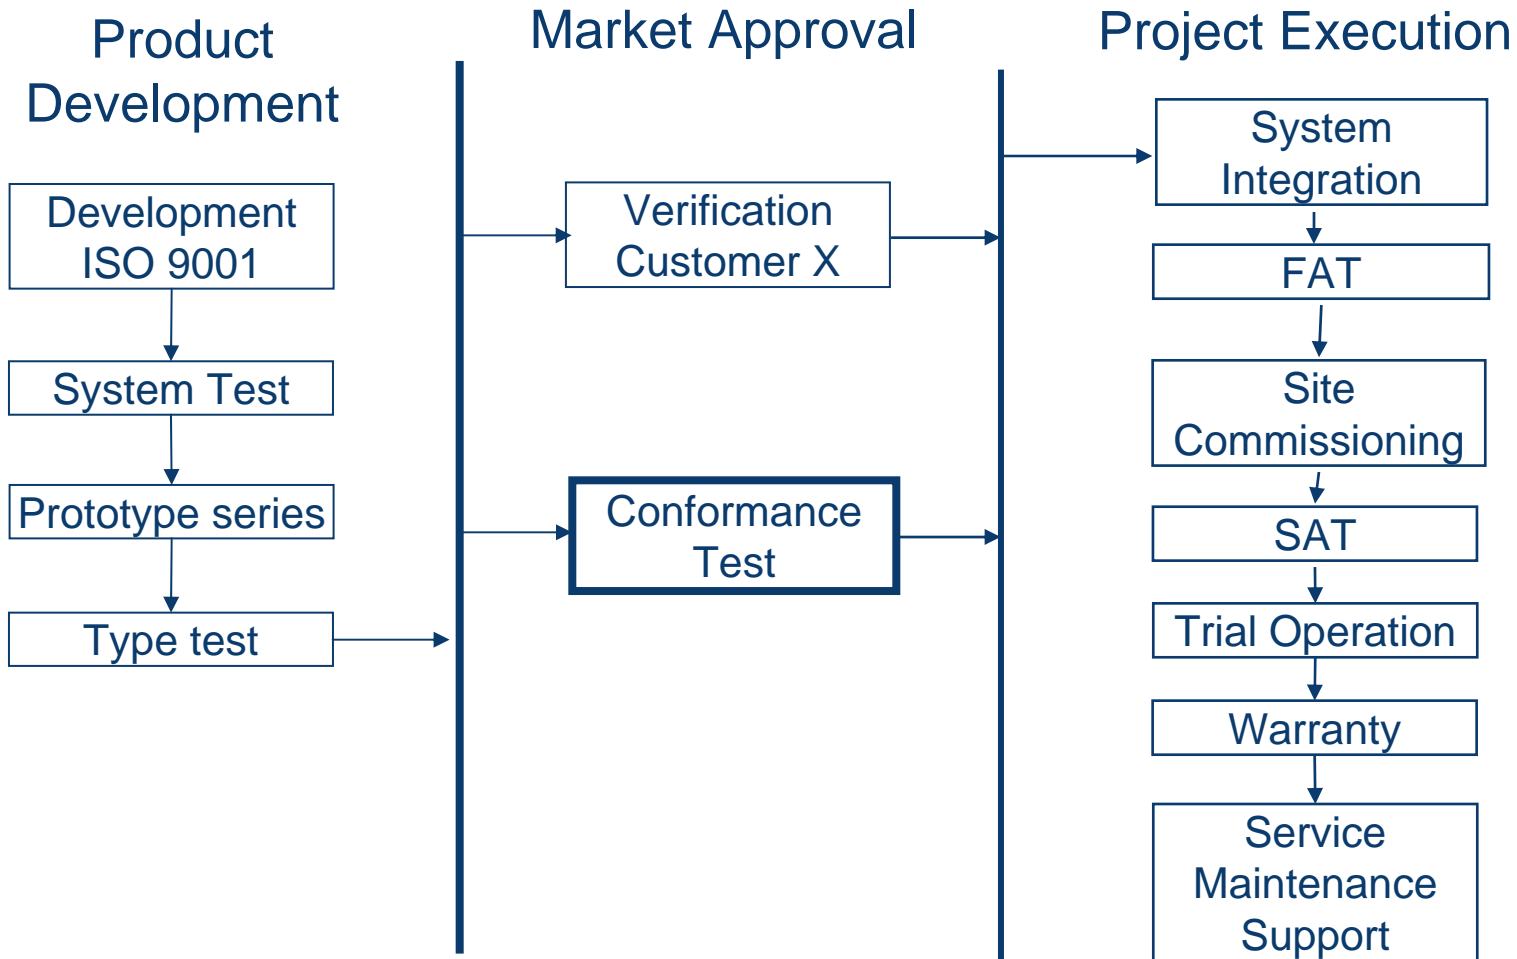 Product
Development
Development
ISO 9001
System Test
Prototype series
Type test
Market Approval
Verification
Customer X
Conformance
Test
Project Execution
System
Integration
FAT
Site
Commissioning
SAT
Trial Operation
Warranty
Service
Maintenance
Support